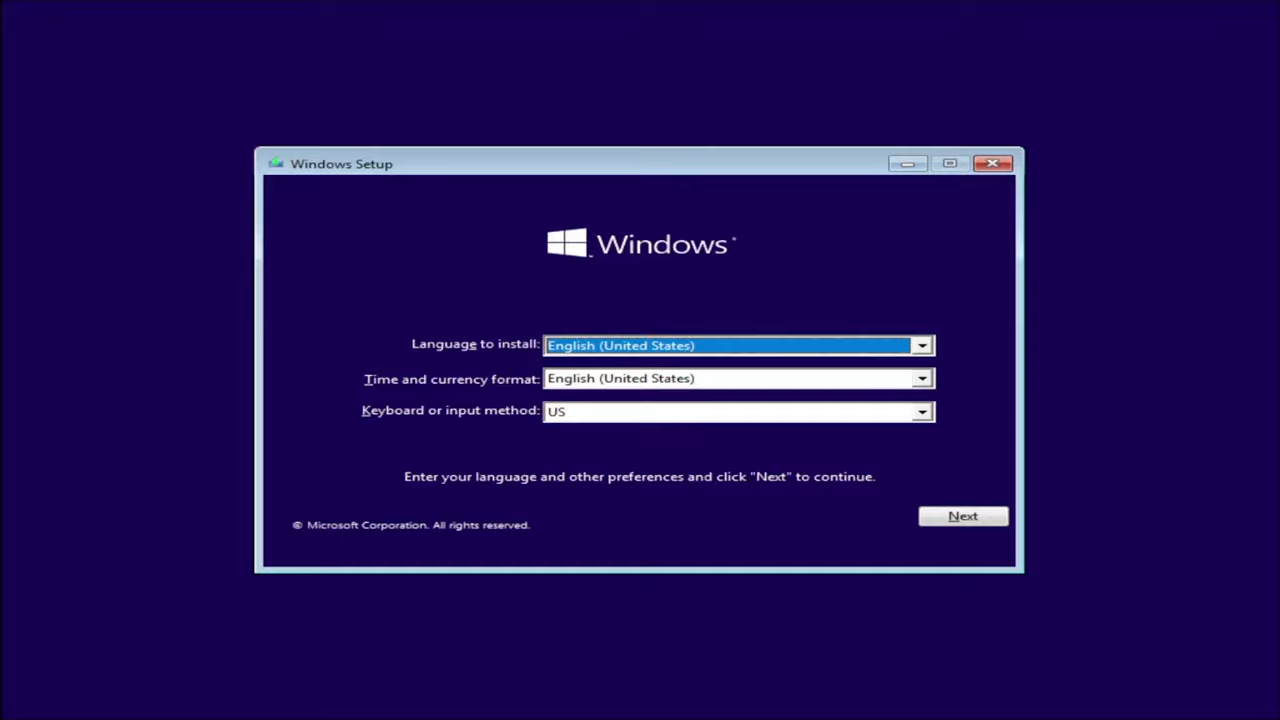 Windows Setup
Windows
Language to install: English (United States)
Time and currency format: English (United States)
Keyboard or input method: US
Enter your language and other preferences and click "Next" to continue.
Next
© Microsoft Corporation. All rights reserved.